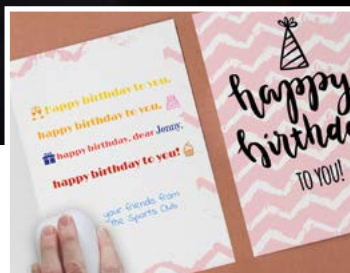 happy birthday to you,
happy birthday to you,
happy birthday, dear Jonny,
happy birthday to you!
your friends from
the Sports Club
happy
birthday
TO YOU!